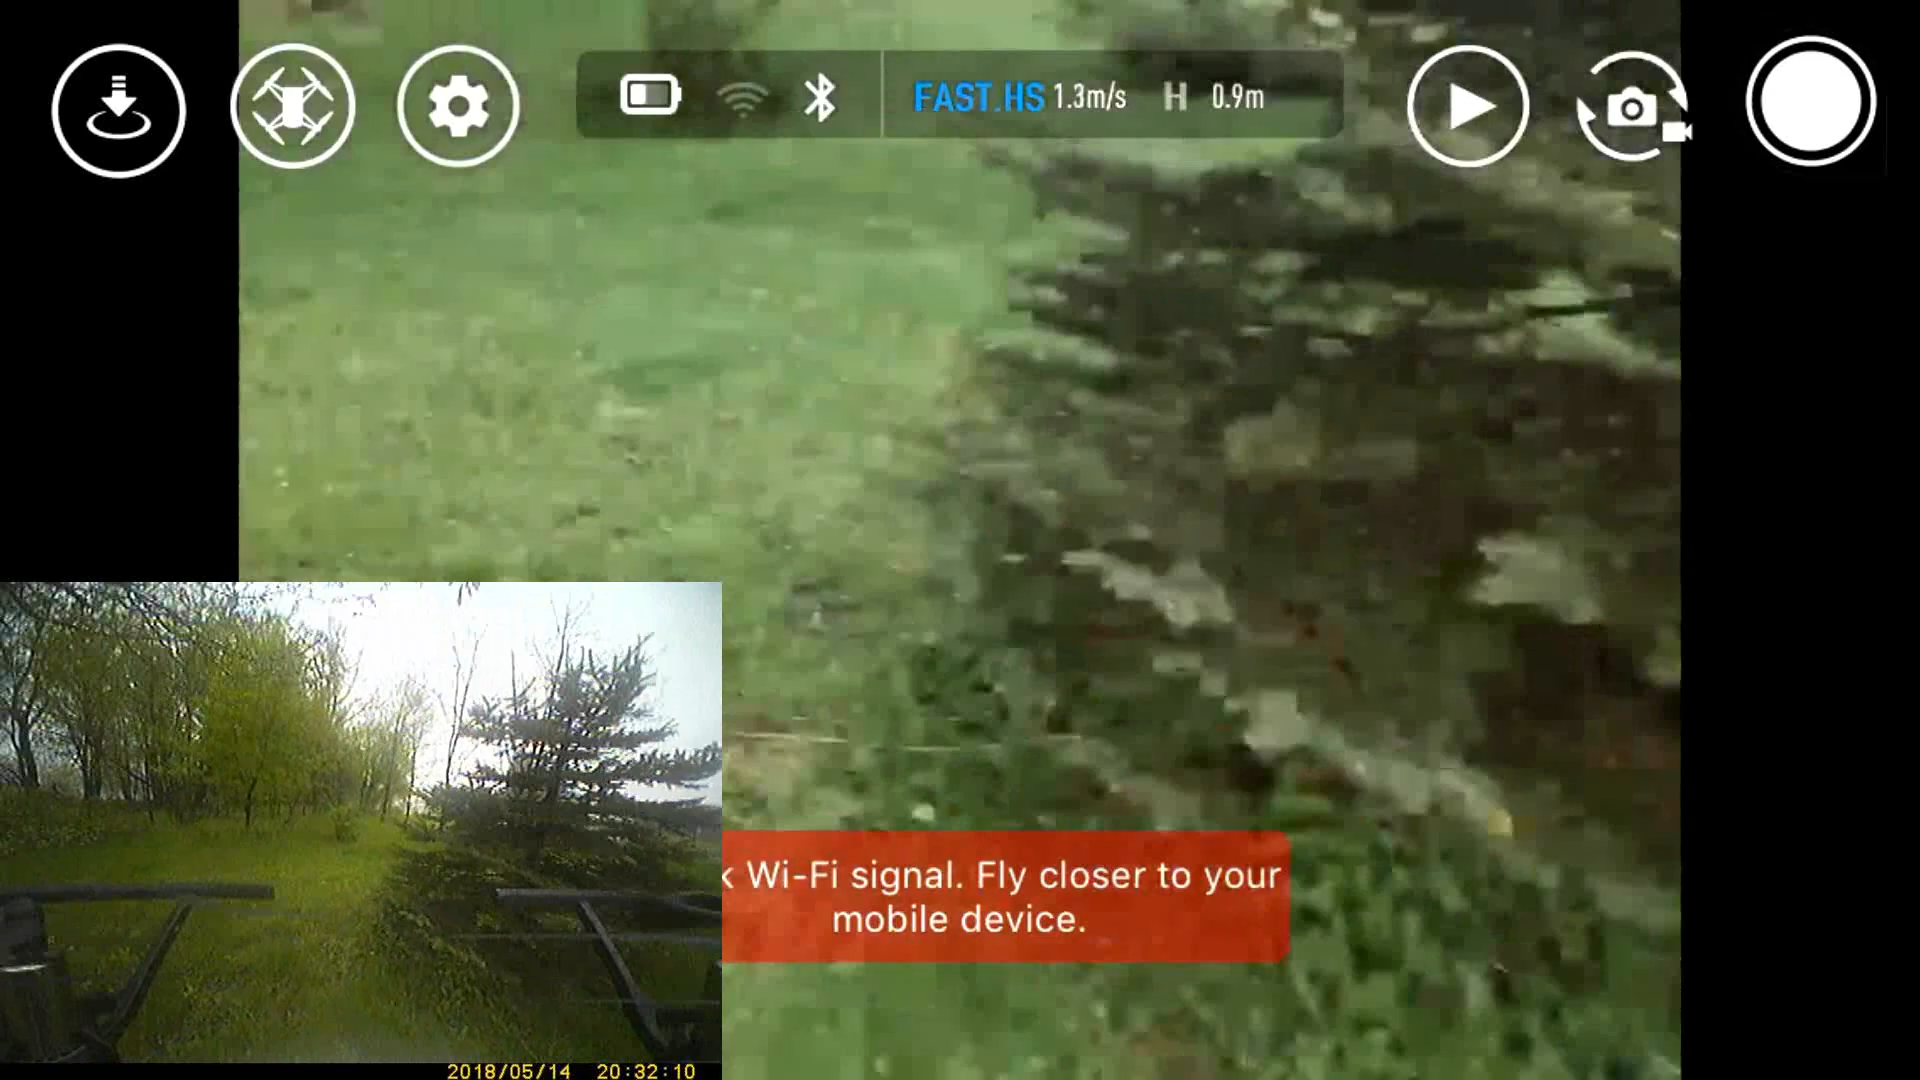 FAST.HS 1.3m/s H 0.9m
Wi-Fi signal. Fly closer to your
mobile device.
2018/05/14 20:32:10